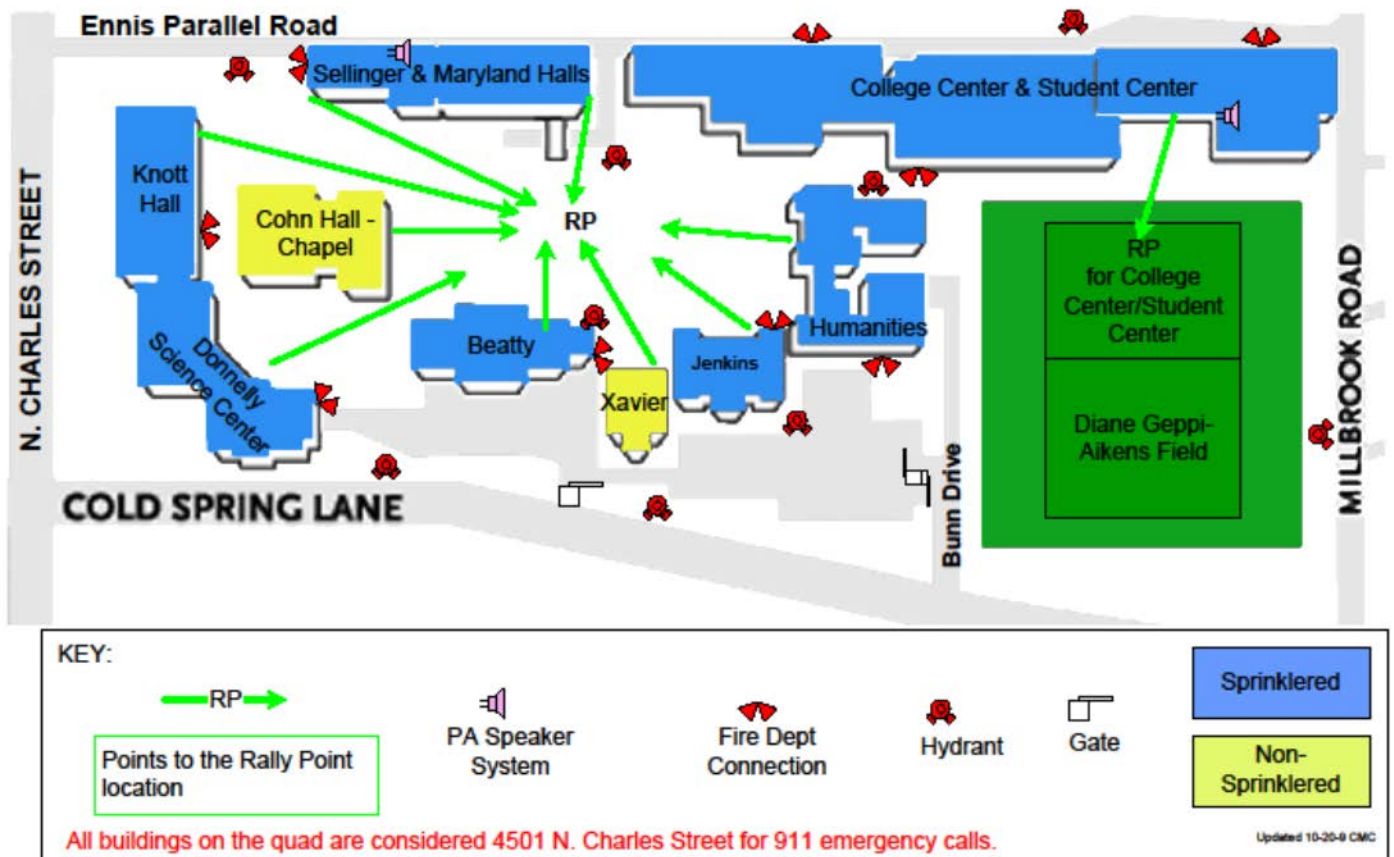 Ennis Parallel Road
Sellinger & Maryland Halls
College Center & Student Center
Knott
Hall
Cohn Hall -
Chapel
RP
N. CHARLES STREET
RP
for College
Center/Student
Center
MILLBROOK ROAD
Donnelly
Science Center
Beatty
Jenkins
Humanities
Xavier
Diane Geppi-
Aikens Field
COLD SPRING LANE
Bunn Drive
KEY:
RP
Points to the Rally Point
location
PA Speaker
System
Fire Dept
Connection
Hydrant
Gate
Sprinklered
Non-
Sprinklered
All buildings on the quad are considered 4501 N. Charles Street for 911 emergency calls.
Updated 10-20-9 CMC